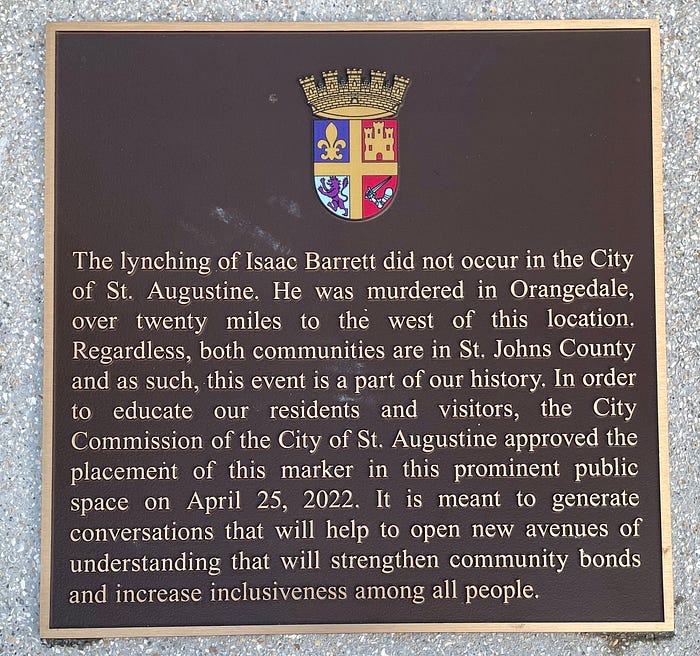 The lynching of Isaac Barrett did not occur in the City
of St. Augustine. He was murdered in Orangedale,
over twenty miles to the west of this location.
Regardless, both communities are in St. Johns County
and as such, this event is a part of our history. In order
to educate our residents and visitors, the City
Commission of the City of St. Augustine approved the
placement of this marker in this prominent public
space on April 25, 2022. It is meant to generate
conversations that will help to open new avenues of
understanding that will strengthen community bonds
and increase inclusiveness among all people.